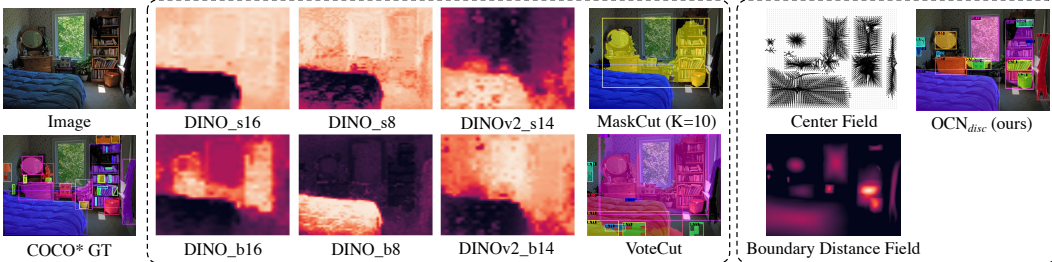 Image
DINO_s16
DINO_s8
DINOv2_s14
MaskCut (K=10)
Center Field
OCN_disc (ours)
COCO* GT
DINO_b16
DINO_b8
DINOv2_b14
VoteCut
Boundary Distance Field